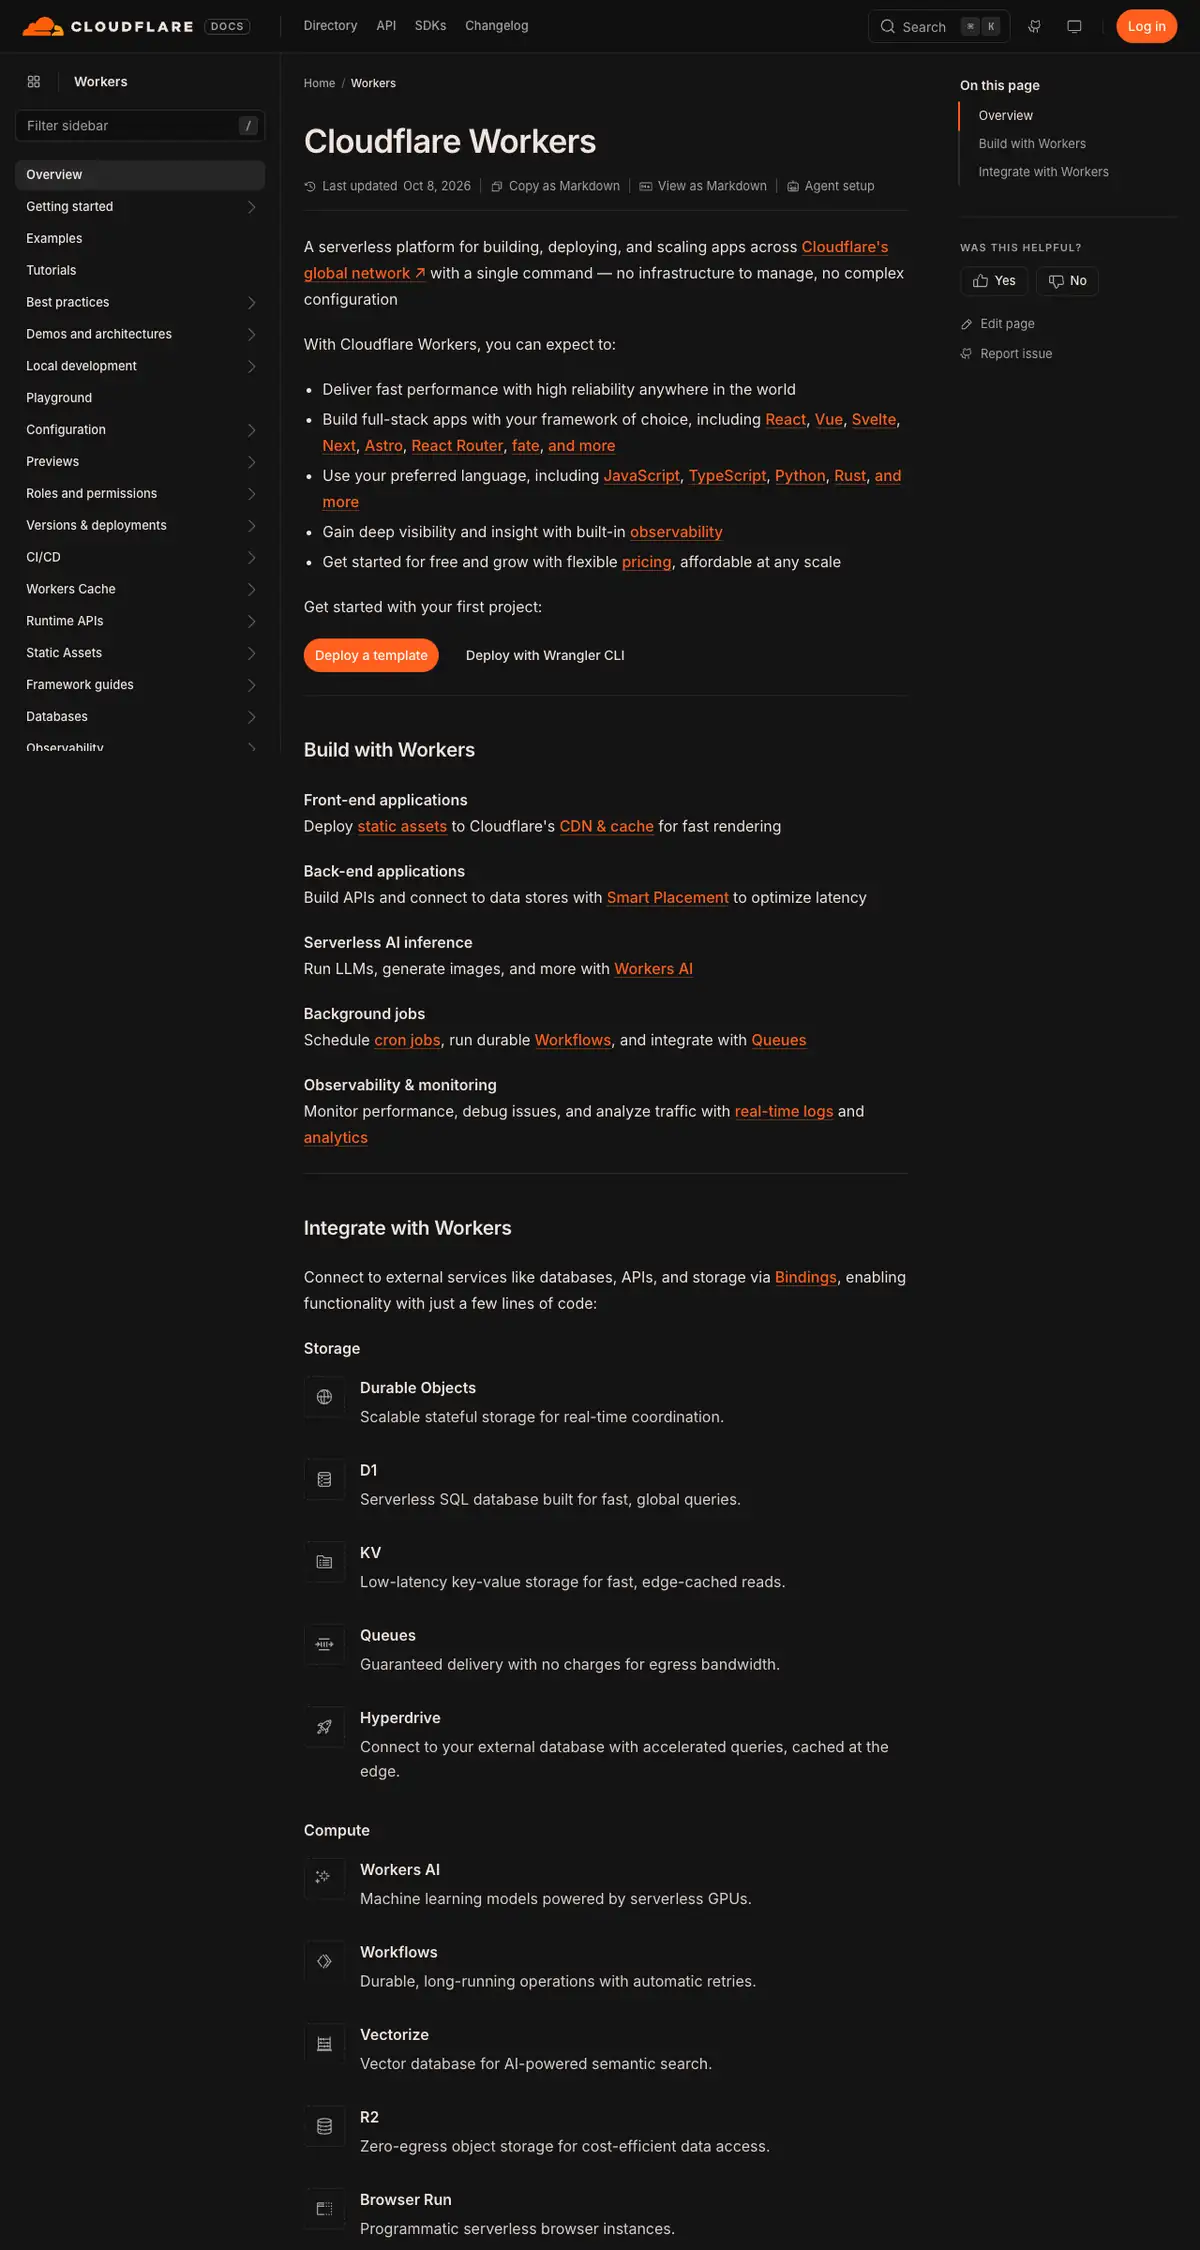 CLOUDFLARE DOCS
Directory API SDKs Changelog
Search ⌘ K
Log in
Workers
Filter sidebar /
Overview
Getting started
Examples
Tutorials
Best practices
Demos and architectures
Local development
Playground
Configuration
Previews
Roles and permissions
Versions & deployments
CI/CD
Workers Cache
Runtime APIs
Static Assets
Framework guides
Databases
Observability
Home / Workers
Cloudflare Workers
Last updated Oct 8, 2026 | Copy as Markdown | View as Markdown | Agent setup
A serverless platform for building, deploying, and scaling apps across Cloudflare's
global network ↗ with a single command — no infrastructure to manage, no complex
configuration
With Cloudflare Workers, you can expect to:
• Deliver fast performance with high reliability anywhere in the world
• Build full-stack apps with your framework of choice, including React, Vue, Svelte,
Next, Astro, React Router, fate, and more
• Use your preferred language, including JavaScript, TypeScript, Python, Rust, and
more
• Gain deep visibility and insight with built-in observability
• Get started for free and grow with flexible pricing, affordable at any scale
Get started with your first project:
Deploy a template Deploy with Wrangler CLI
Build with Workers
Front-end applications
Deploy static assets to Cloudflare's CDN & cache for fast rendering
Back-end applications
Build APIs and connect to data stores with Smart Placement to optimize latency
Serverless AI inference
Run LLMs, generate images, and more with Workers AI
Background jobs
Schedule cron jobs, run durable Workflows, and integrate with Queues
Observability & monitoring
Monitor performance, debug issues, and analyze traffic with real-time logs and
analytics
Integrate with Workers
Connect to external services like databases, APIs, and storage via Bindings, enabling
functionality with just a few lines of code:
Storage
Durable Objects
Scalable stateful storage for real-time coordination.
D1
Serverless SQL database built for fast, global queries.
KV
Low-latency key-value storage for fast, edge-cached reads.
Queues
Guaranteed delivery with no charges for egress bandwidth.
Hyperdrive
Connect to your external database with accelerated queries, cached at the
edge.
Compute
Workers AI
Machine learning models powered by serverless GPUs.
Workflows
Durable, long-running operations with automatic retries.
Vectorize
Vector database for AI-powered semantic search.
R2
Zero-egress object storage for cost-efficient data access.
Browser Run
Programmatic serverless browser instances.
On this page
Overview
Build with Workers
Integrate with Workers
WAS THIS HELPFUL?
Yes No
Edit page
Report issue